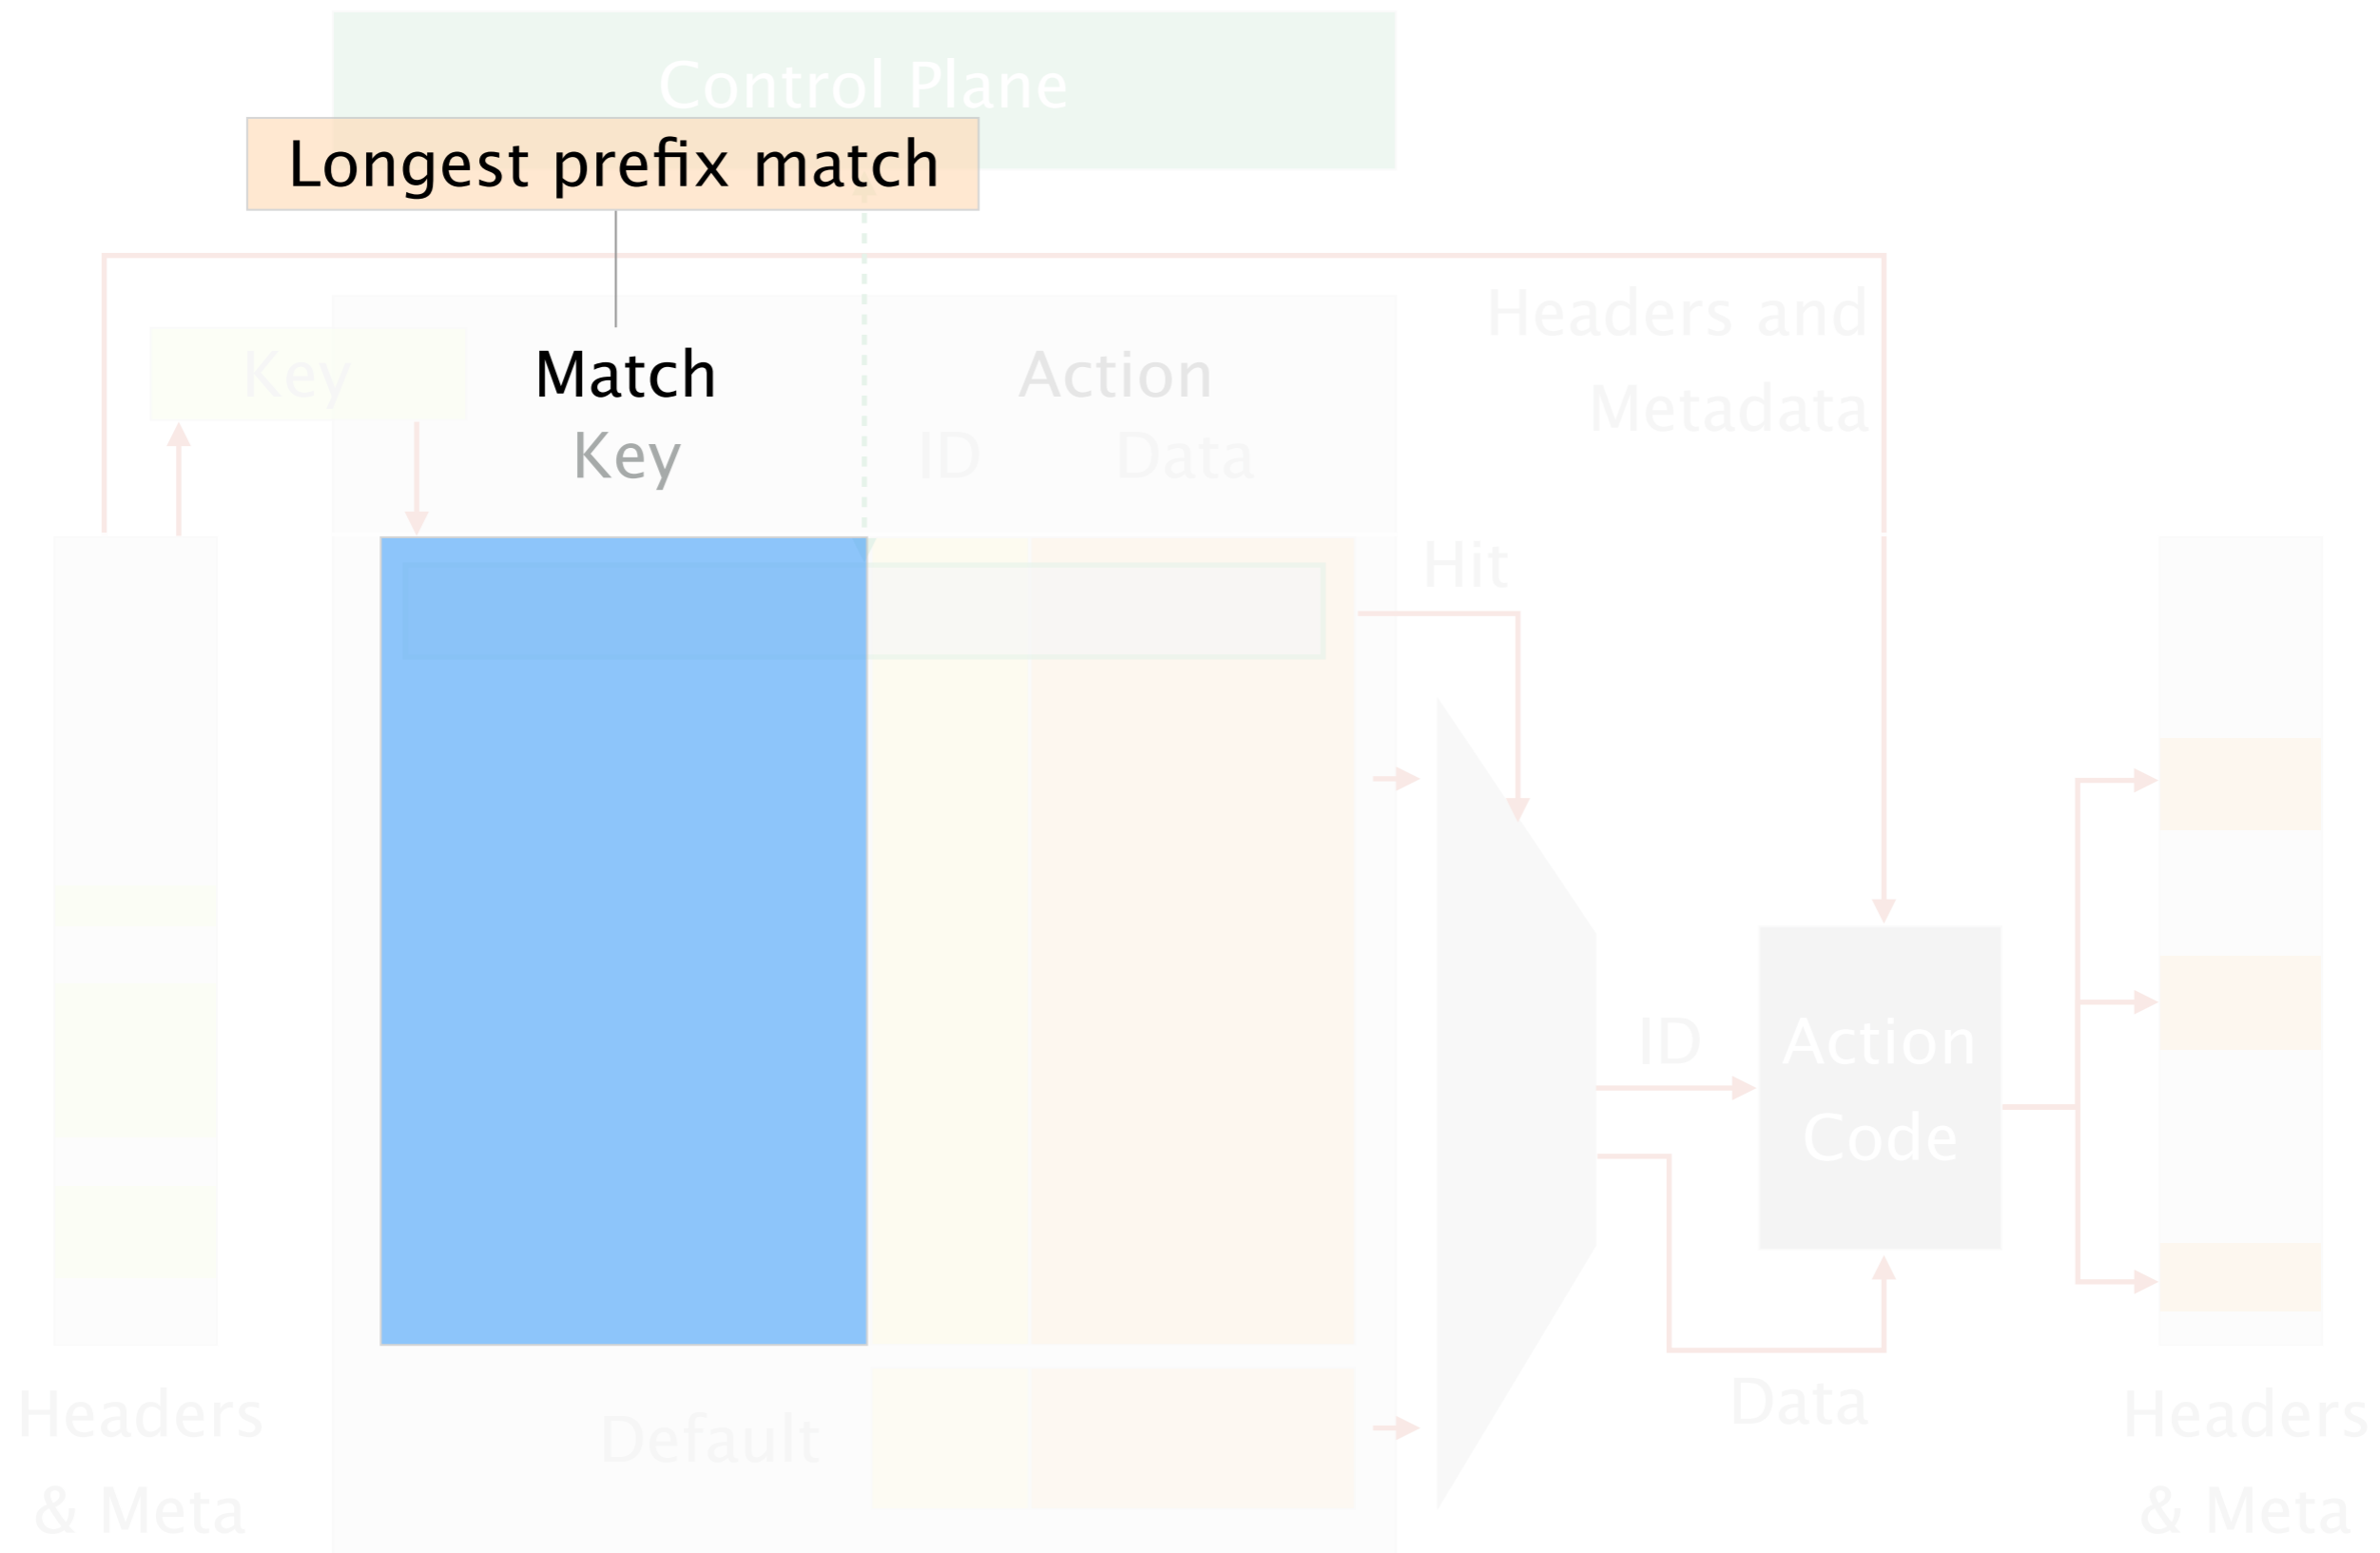 Control Plane
Longest prefix match
Headers and
Metadata
Key
Match
Action
Key
ID
Data
Hit
ID
Action
Code
Data
Default
Headers
& Meta
Headers
& Meta